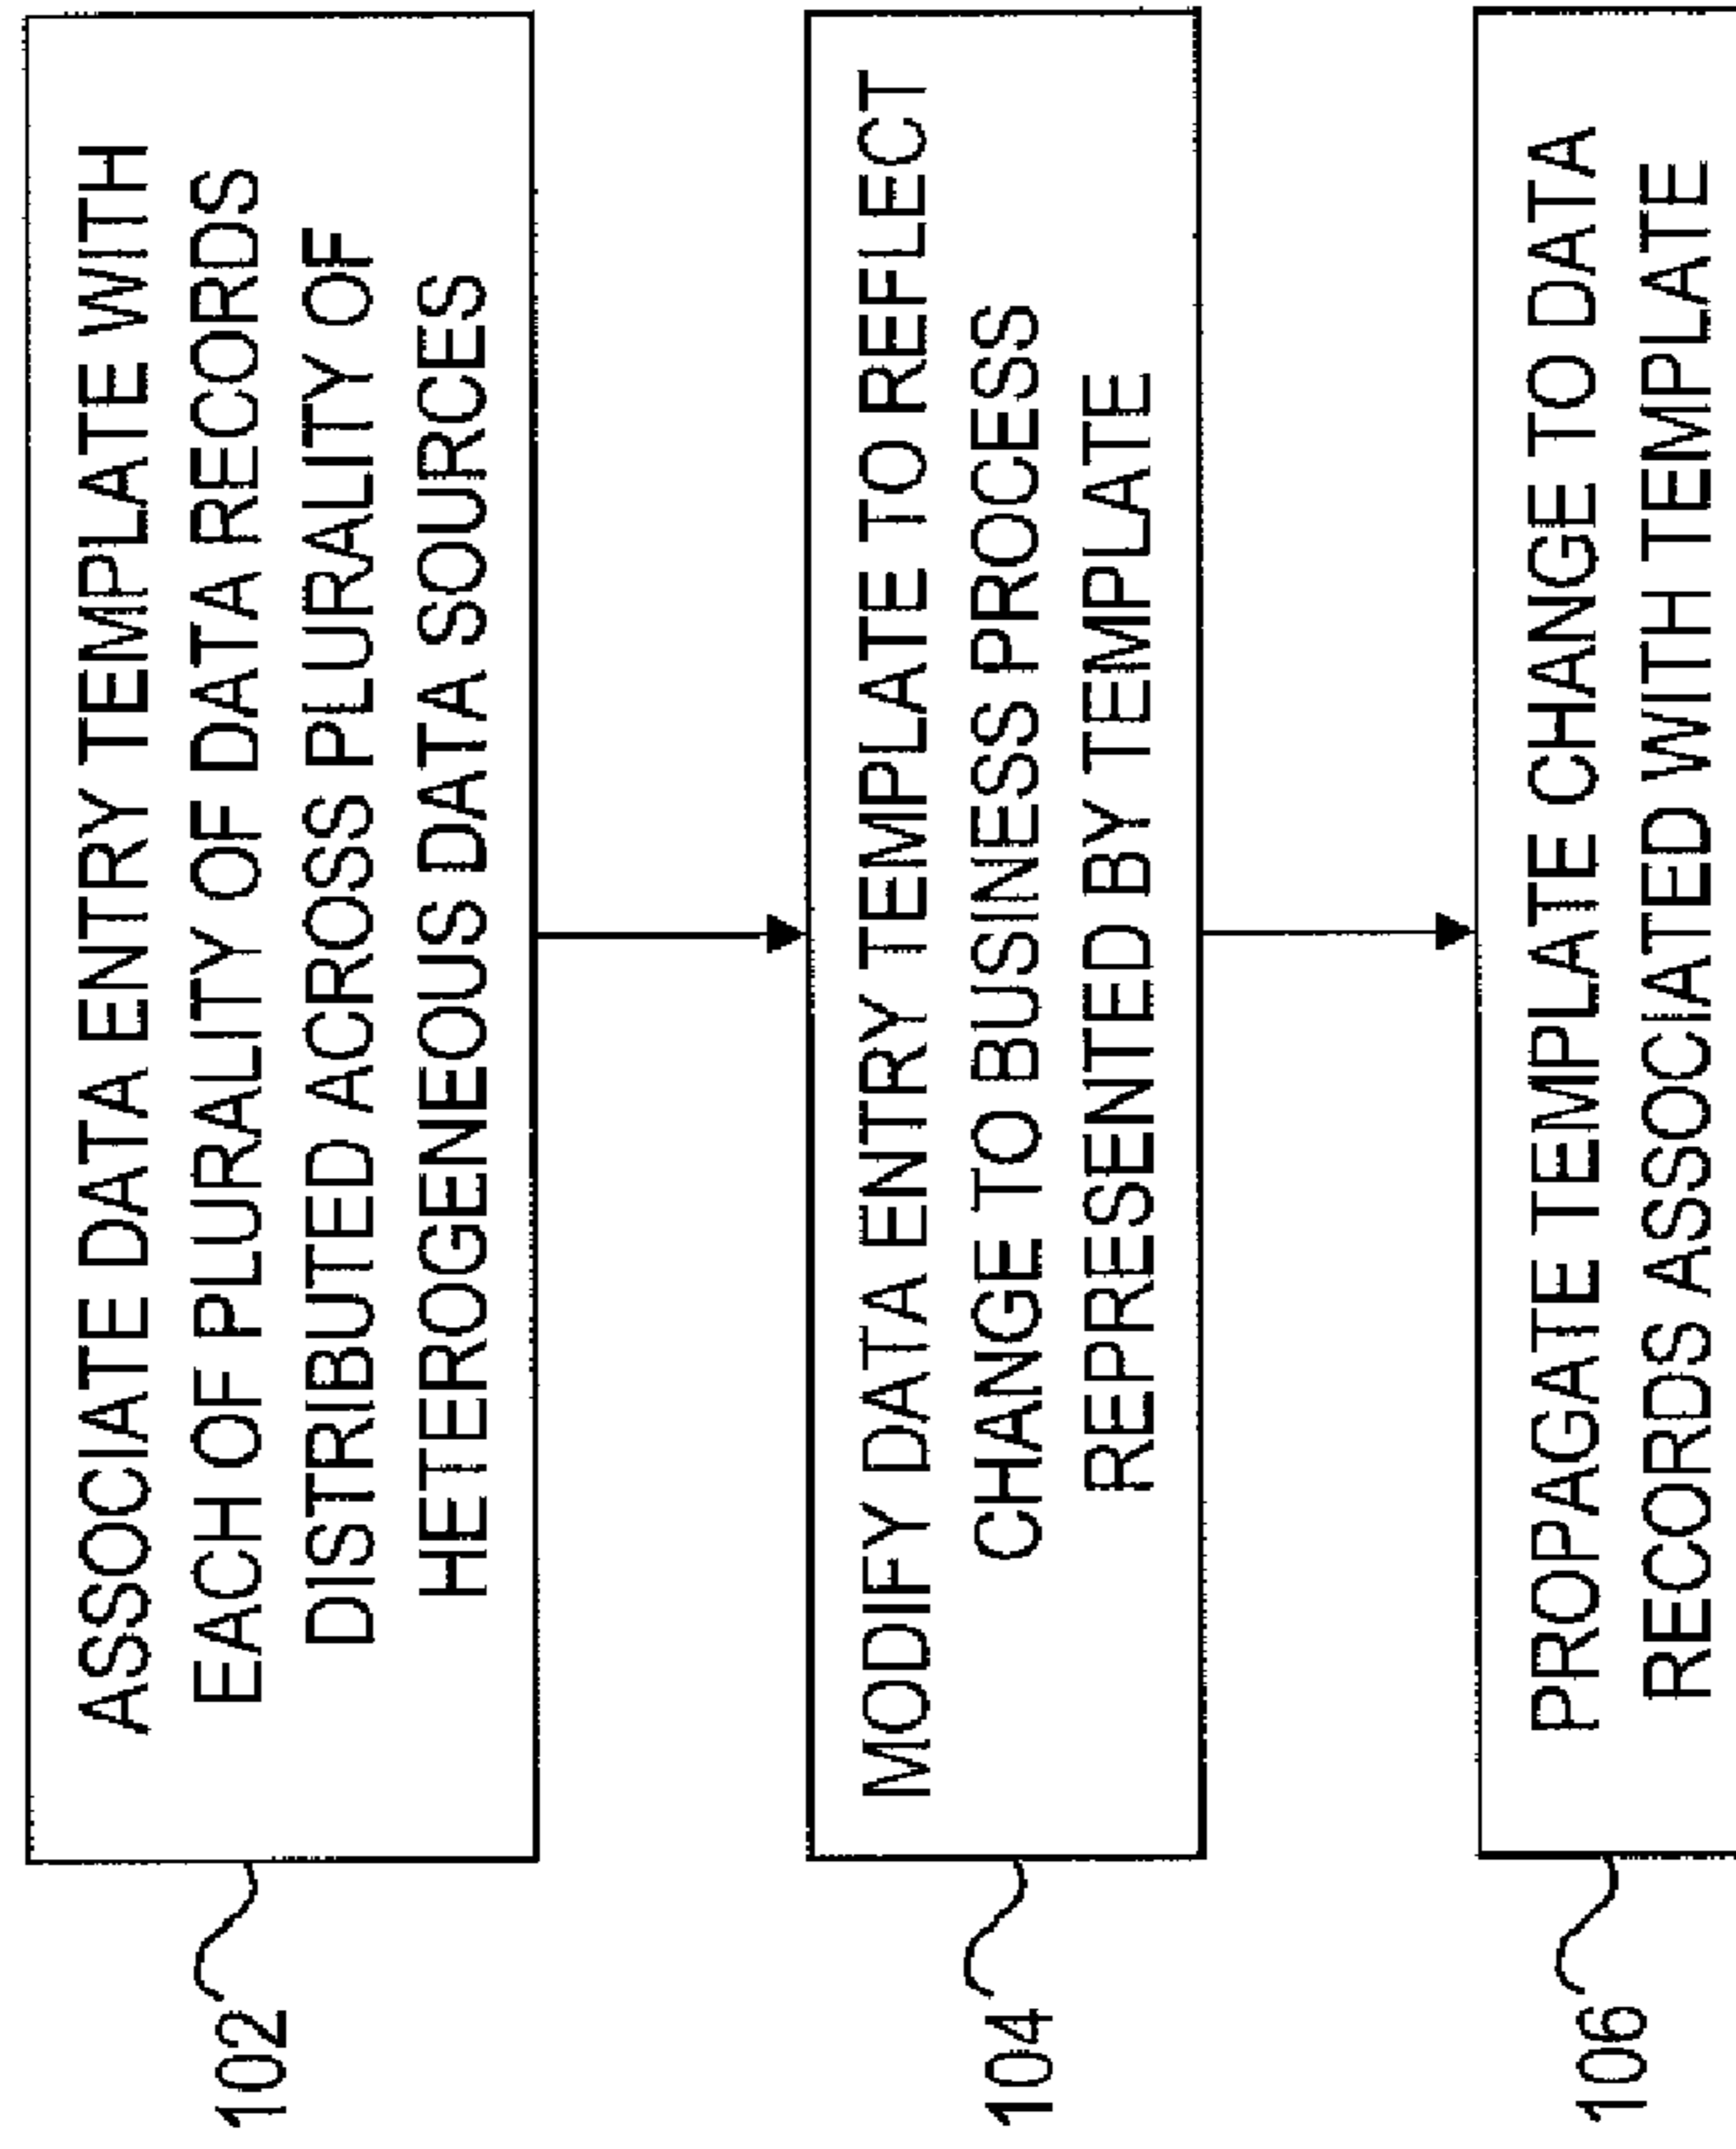 102
ASSOCIATE DATA ENTRY TEMPLATE WITH
EACH OF PLURALITY OF DATA RECORDS
DISTRIBUTED ACROSS PLURALITY OF
HETEROGENEOUS DATA SOURCES
104
MODIFY DATA ENTRY TEMPLATE TO REFLECT
CHANGE TO BUSINESS PROCESS
REPRESENTED BY TEMPLATE
106
PROPAGATE TEMPLATE CHANGE TO DATA
RECORDS ASSOCIATED WITH TEMPLATE